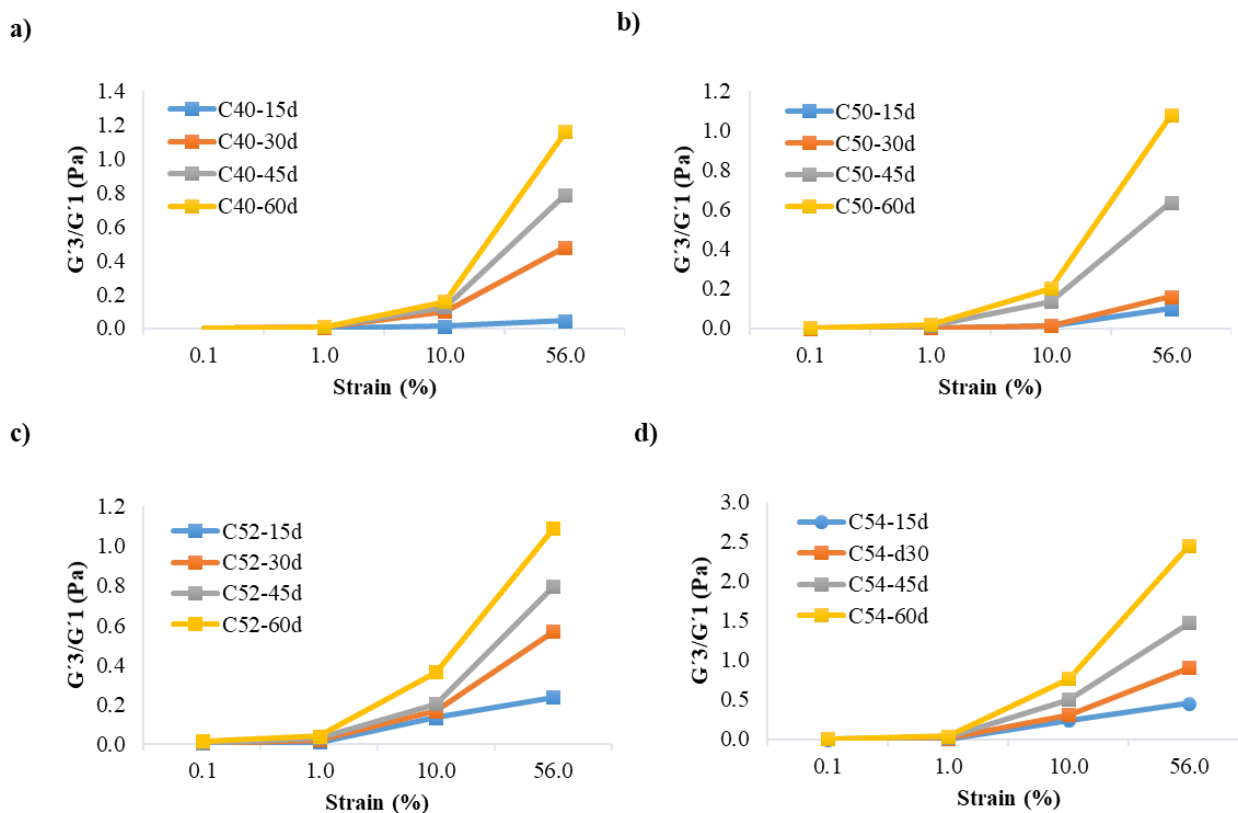 a)
G´3/G´1 (Pa)
1.4
1.2
1.0
0.8
0.6
0.4
0.2
0.0
C40-15d
C40-30d
C40-45d
C40-60d
0.1 1.0 10.0 56.0
Strain (%)
b)
G´3/G´1 (Pa)
1.2
1.0
0.8
0.6
0.4
0.2
0.0
C50-15d
C50-30d
C50-45d
C50-60d
0.1 1.0 10.0 56.0
Strain (%)
c)
G´3/G´1 (Pa)
1.2
1.0
0.8
0.6
0.4
0.2
0.0
C52-15d
C52-30d
C52-45d
C52-60d
0.1 1.0 10.0 56.0
Strain (%)
d)
G´3/G´1 (Pa)
3.0
2.5
2.0
1.5
1.0
0.5
0.0
C54-15d
C54-d30
C54-45d
C54-60d
0.1 1.0 10.0 56.0
Strain (%)